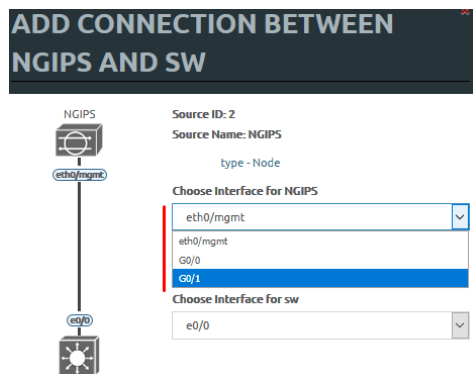 ADD CONNECTION BETWEEN
NGIPS AND SW
NGIPS
eth0/mgmt
e0/0
Source ID: 2
Source Name: NGIPS
type - Node
Choose Interface for NGIPS
eth0/mgmt
eth0/mgmt
G0/0
G0/1
Choose Interface for sw
e0/0